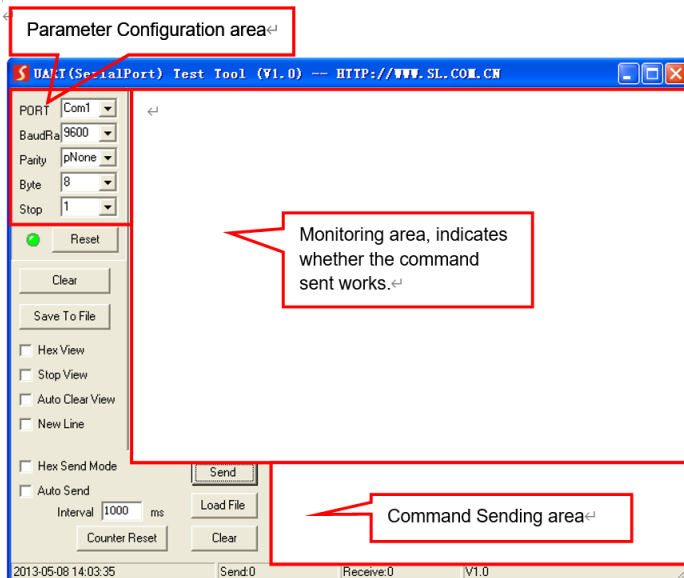 Parameter Configuration area↵
UART(SerialPort) Test Tool (V1.0) -- HTTP://WWW.SL.COM.CN
PORT Com1
BaudRa 9600
Parity pNone
Byte 8
Stop 1
Reset
Clear
Save To File
Hex View
Stop View
Auto Clear View
New Line
Monitoring area, indicates
whether the command
sent works.↵
Hex Send Mode
Send
Auto Send
Interval 1000 ms
Load File
Counter Reset
Clear
Command Sending area↵
2013-05-08 14:03:35 Send:0 Receive:0 V1.0